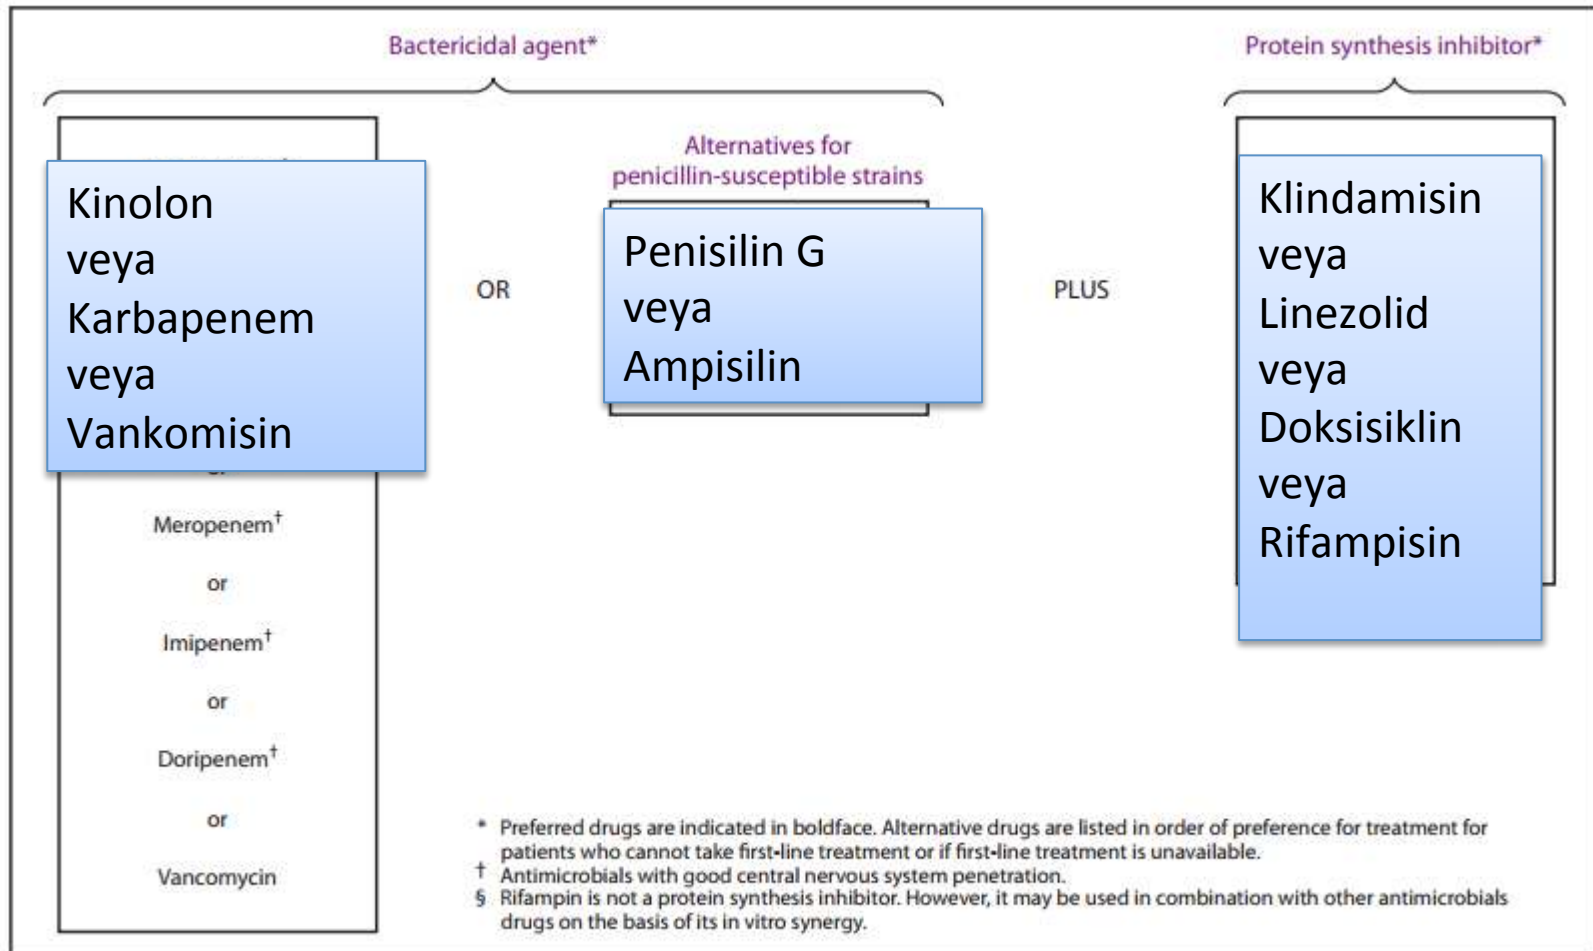 Bactericidal agent*
Protein synthesis inhibitor*
Kinolon
veya
Karbapenem
veya
Vankomisin
Meropenem†
or
Imipenem†
or
Doripenem†
or
Vancomycin
OR
Alternatives for
penicillin-susceptible strains
Penisilin G
veya
Ampisilin
PLUS
Klindamisin
veya
Linezolid
veya
Doksisiklin
veya
Rifampisin
* Preferred drugs are indicated in boldface. Alternative drugs are listed in order of preference for treatment for
patients who cannot take first-line treatment or if first-line treatment is unavailable.
† Antimicrobials with good central nervous system penetration.
§ Rifampin is not a protein synthesis inhibitor. However, it may be used in combination with other antimicrobials
drugs on the basis of its in vitro synergy.